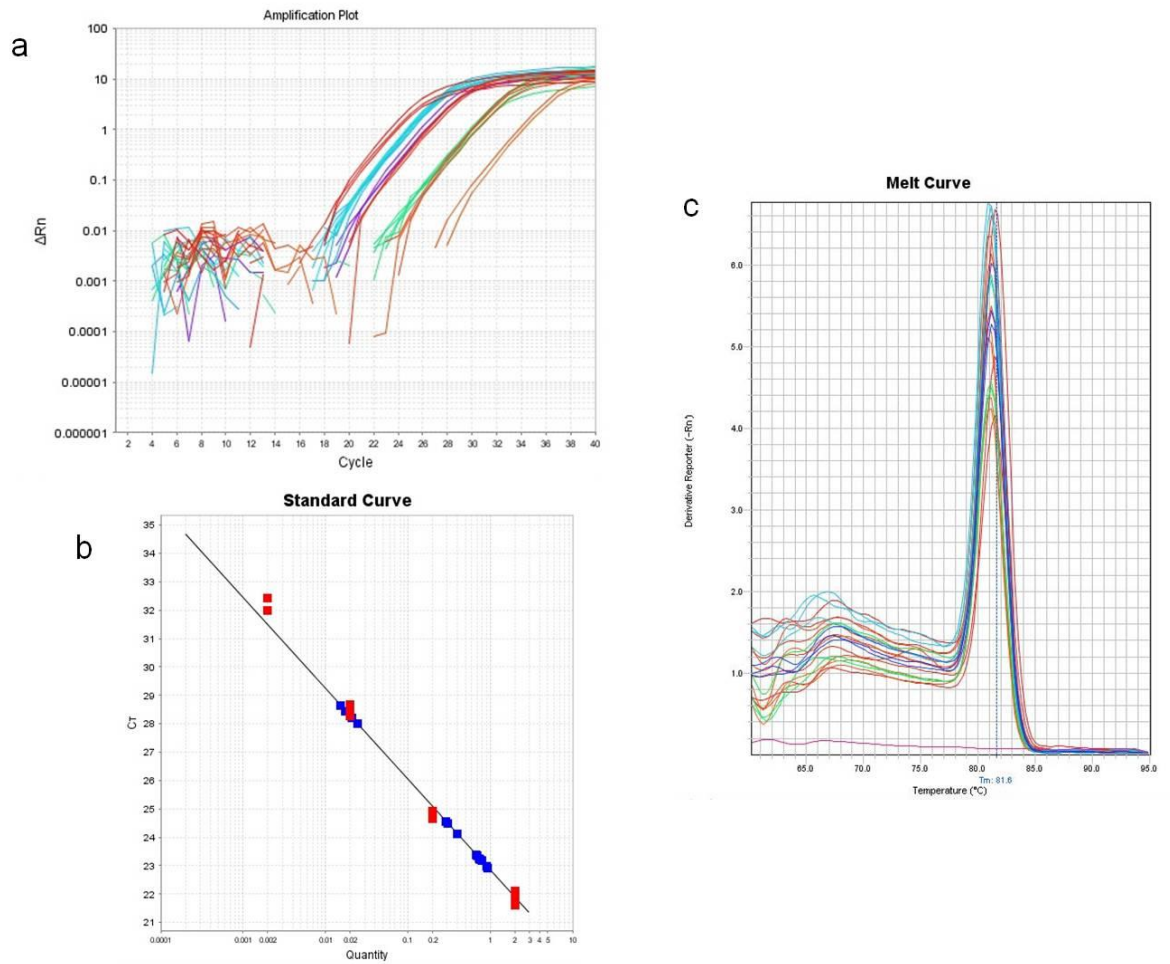 a
Amplification Plot
100
10
1
0.1
0.01
0.001
0.0001
0.00001
0.000001
ΔRn
2 4 6 8 10 12 14 16 18 20 22 24 26 28 30 32 34 36 38 40
Cycle
b
Standard Curve
35
34
33
32
31
30
29
28
27
26
25
24
23
22
21
Cт
0.0001 0.001 0.002 0.01 0.02 0.1 0.2 1 2 3 4 5 10
Quantity
c
Melt Curve
6.0
5.0
4.0
3.0
2.0
1.0
Derivative Reporter (-Rn)
65.0 70.0 75.0 80.0 85.0 90.0 95.0
Tm: 81.6
Temperature (°C)